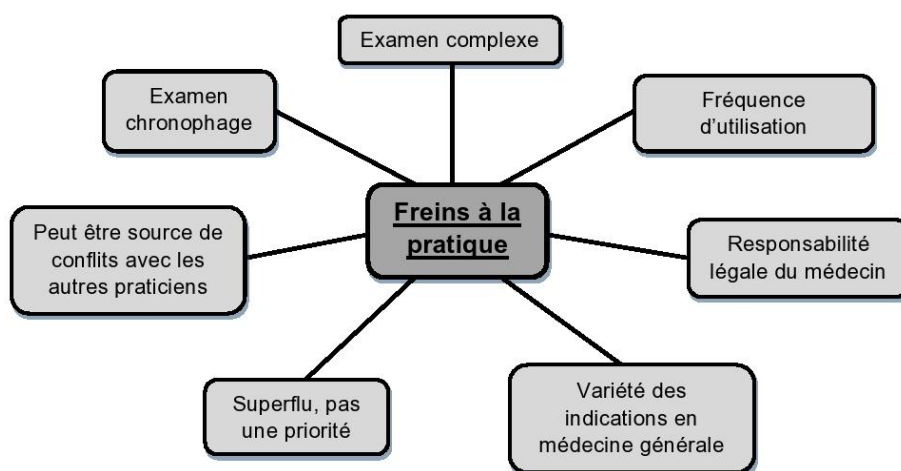 Examen complexe
Examen
chronophage
Fréquence
d’utilisation
Freins à la
pratique
Peut être source de
conflits avec les
autres praticiens
Responsabilité
légale du médecin
Superflu, pas
une priorité
Variété des
indications en
médecine générale